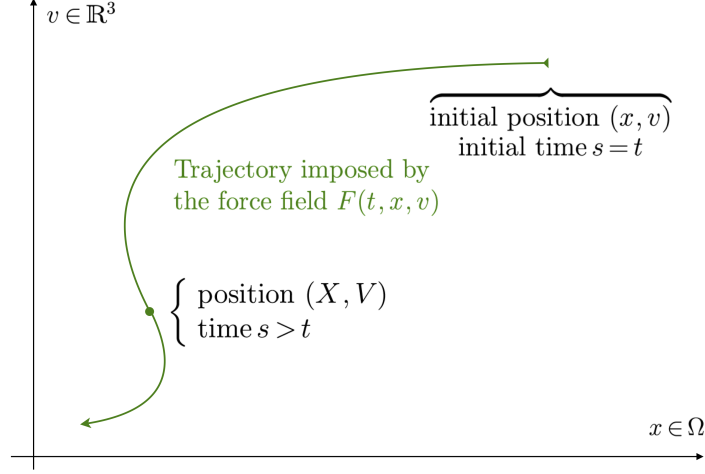 v ∈ ℝ³
initial position (x, v)
initial time s = t
Trajectory imposed by
the force field F(t, x, v)
position (X, V)
time s > t
x ∈ Ω